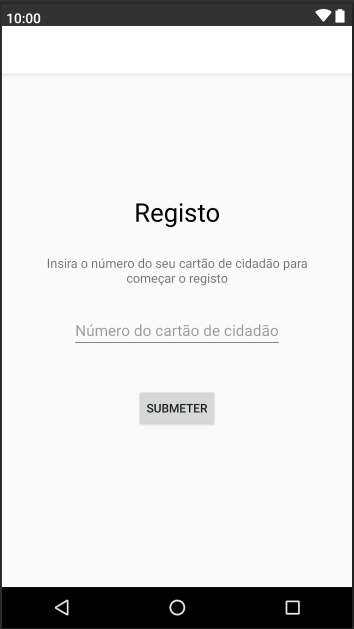 10:00
Registo
Insira o número do seu cartão de cidadão para
começar o registo
Número do cartão de cidadão
SUBMETER